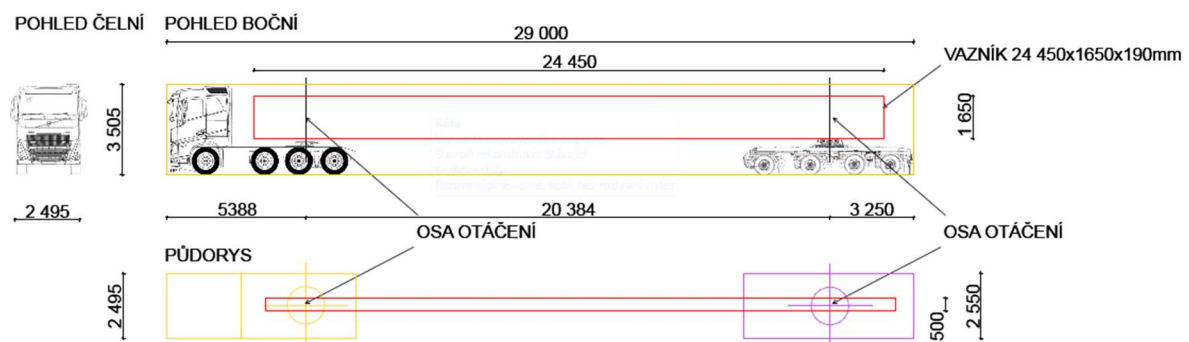 POHLED ČELNÍ POHLED BOČNÍ
29 000
24 450
VAZNÍK 24 450x1650x190mm
3 505
1 650
2 495
5388
20 384
3 250
OSA OTÁČENÍ
OSA OTÁČENÍ
PŮDORYS
2 495
500
2 550